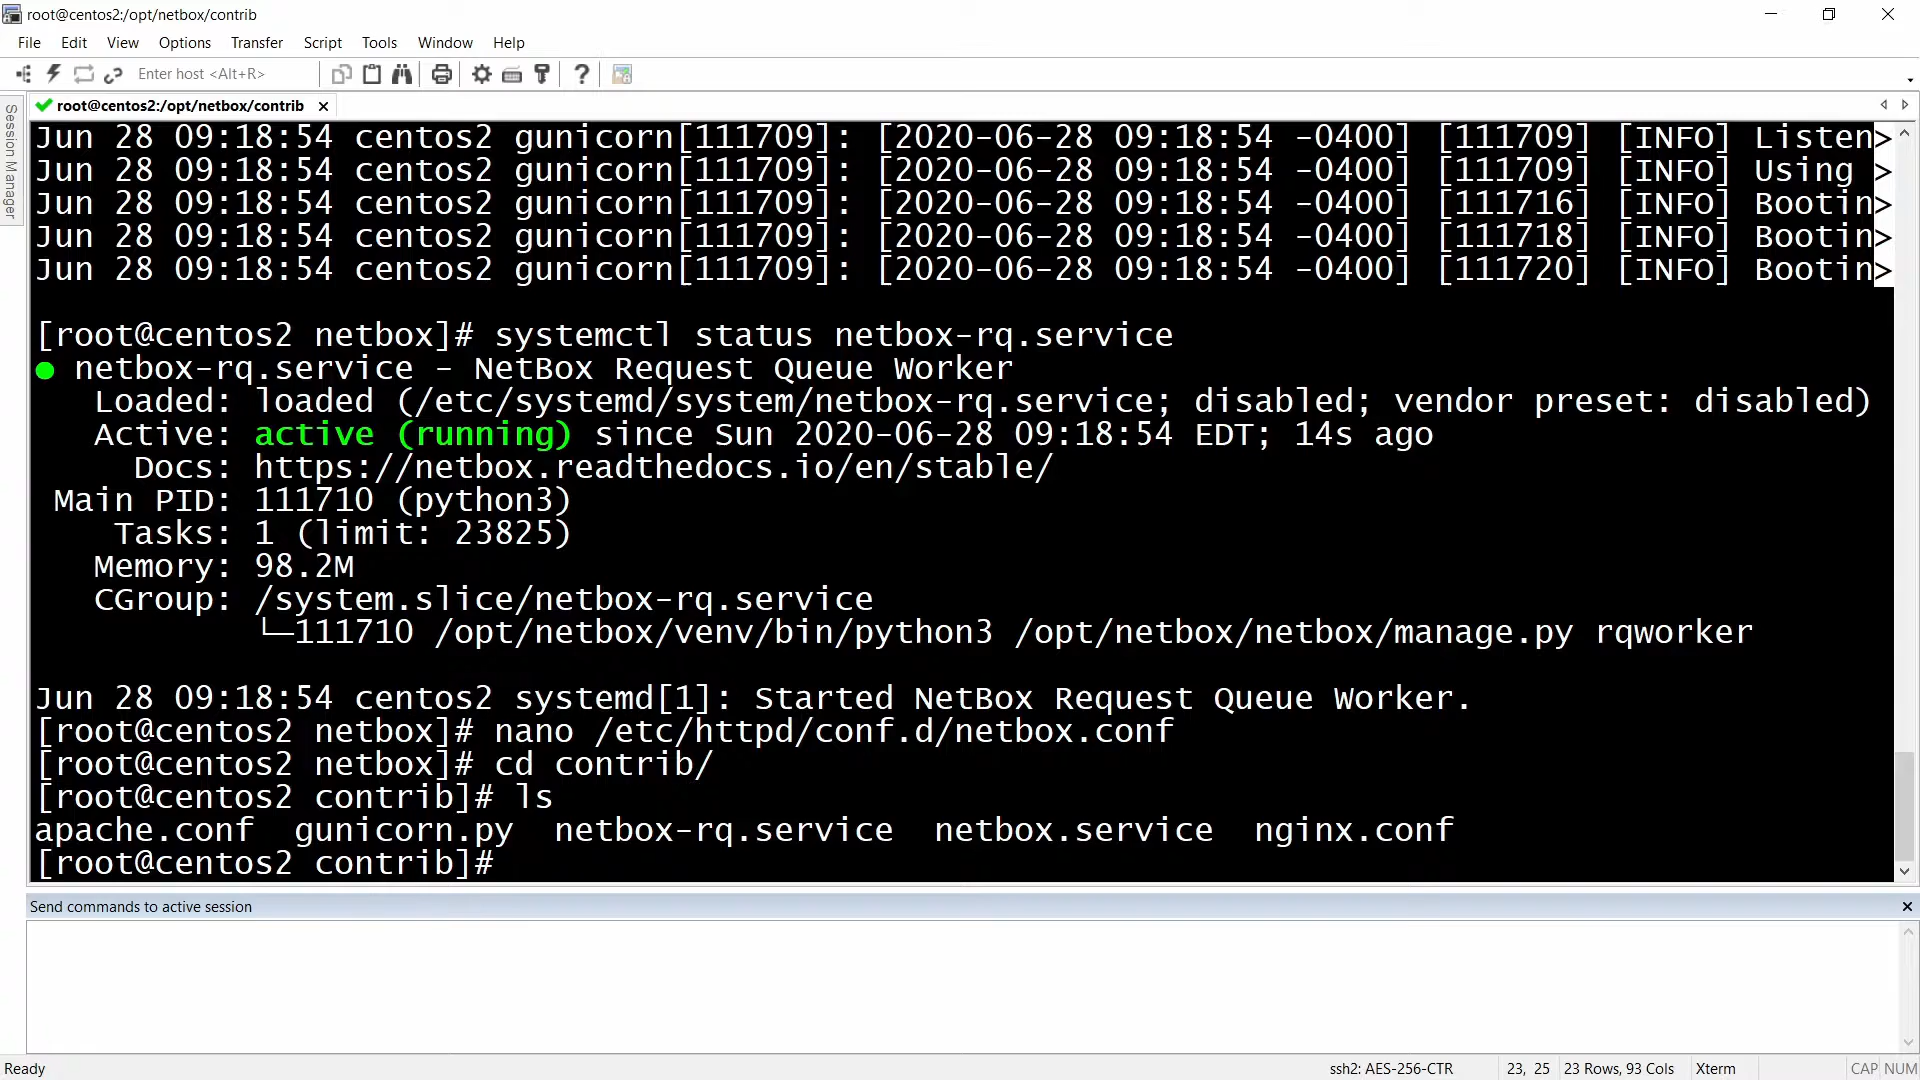 root@centos2:/opt/netbox/contrib
File Edit View Options Transfer Script Tools Window Help
Enter host <Alt+R>
Session Manager
root@centos2:/opt/netbox/contrib
Jun 28 09:18:54 centos2 gunicorn[111709]: [2020-06-28 09:18:54 -0400] [111709] [INFO] Listen>
Jun 28 09:18:54 centos2 gunicorn[111709]: [2020-06-28 09:18:54 -0400] [111709] [INFO] Using >
Jun 28 09:18:54 centos2 gunicorn[111709]: [2020-06-28 09:18:54 -0400] [111716] [INFO] Bootin>
Jun 28 09:18:54 centos2 gunicorn[111709]: [2020-06-28 09:18:54 -0400] [111718] [INFO] Bootin>
Jun 28 09:18:54 centos2 gunicorn[111709]: [2020-06-28 09:18:54 -0400] [111720] [INFO] Bootin>
[root@centos2 netbox]# systemctl status netbox-rq.service
● netbox-rq.service - NetBox Request Queue Worker
Loaded: loaded (/etc/systemd/system/netbox-rq.service; disabled; vendor preset: disabled)
Active: active (running) since Sun 2020-06-28 09:18:54 EDT; 14s ago
Docs: https://netbox.readthedocs.io/en/stable/
Main PID: 111710 (python3)
Tasks: 1 (limit: 23825)
Memory: 98.2M
CGroup: /system.slice/netbox-rq.service
└─111710 /opt/netbox/venv/bin/python3 /opt/netbox/netbox/manage.py rqworker
Jun 28 09:18:54 centos2 systemd[1]: Started NetBox Request Queue Worker.
[root@centos2 netbox]# nano /etc/httpd/conf.d/netbox.conf
[root@centos2 netbox]# cd contrib/
[root@centos2 contrib]# ls
apache.conf gunicorn.py netbox-rq.service netbox.service nginx.conf
[root@centos2 contrib]#
Send commands to active session
Ready ssh2: AES-256-CTR 23, 25 23 Rows, 93 Cols Xterm CAP NUM